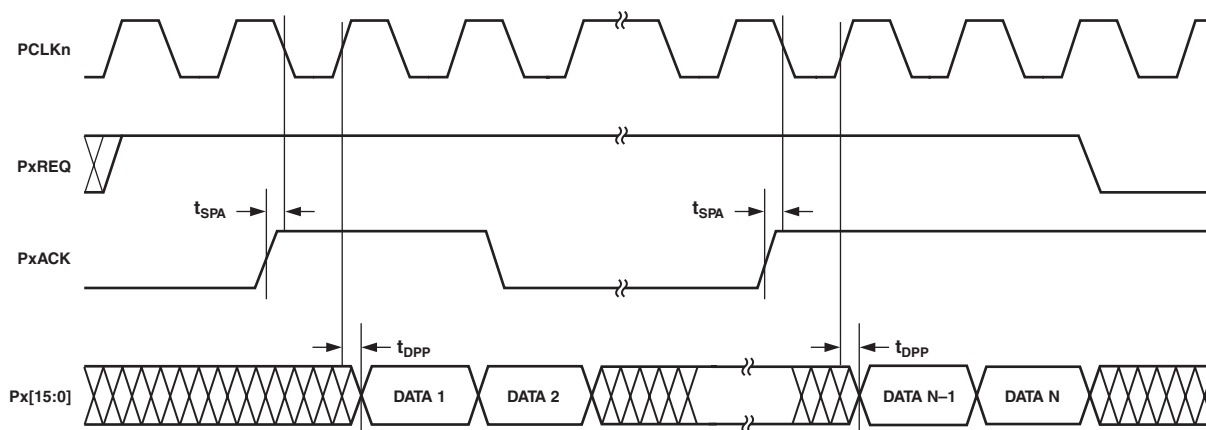 PCLKn
PxREQ
tSPA tSPA
PxACK
tDPP tDPP
Px[15:0] DATA 1 DATA 2 DATA N–1 DATA N